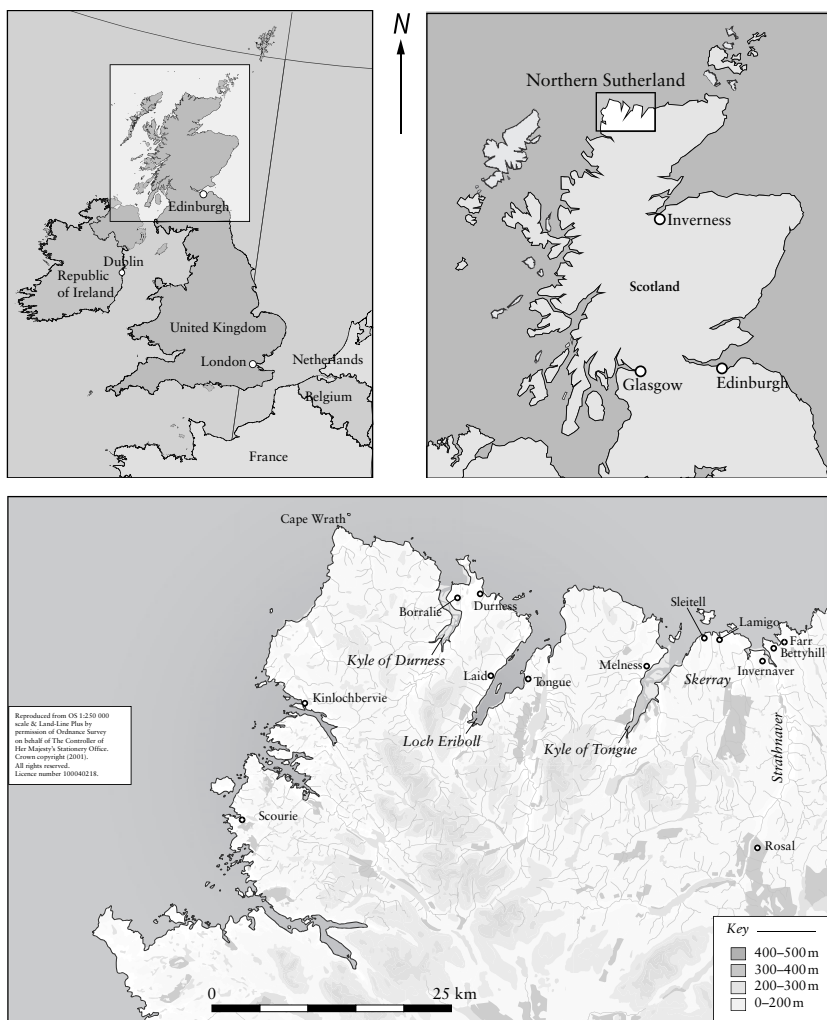 N
Edinburgh
Dublin
Republic
of Ireland
United Kingdom
London
Netherlands
Belgium
France
Northern Sutherland
Inverness
Scotland
Glasgow
Edinburgh
Cape Wrath
Borralie
Durness
Kyle of Durness
Sleitell
Lamigo
Farr
Bettyhill
Invernaver
Melness
Skerray
Laid
Tongue
Kinlochbervie
Loch Eriboll
Kyle of Tongue
Strathnaver
Reproduced from OS 1:250 000
scale & Land-Line Plus by
permission of Ordnance Survey
on behalf of The Controller of
Her Majesty's Stationery Office.
Crown copyright (2001).
All rights reserved.
Licence number 100040218.
Scourie
Rosal
Key
400–500 m
300–400 m
200–300 m
0–200 m
0 25 km